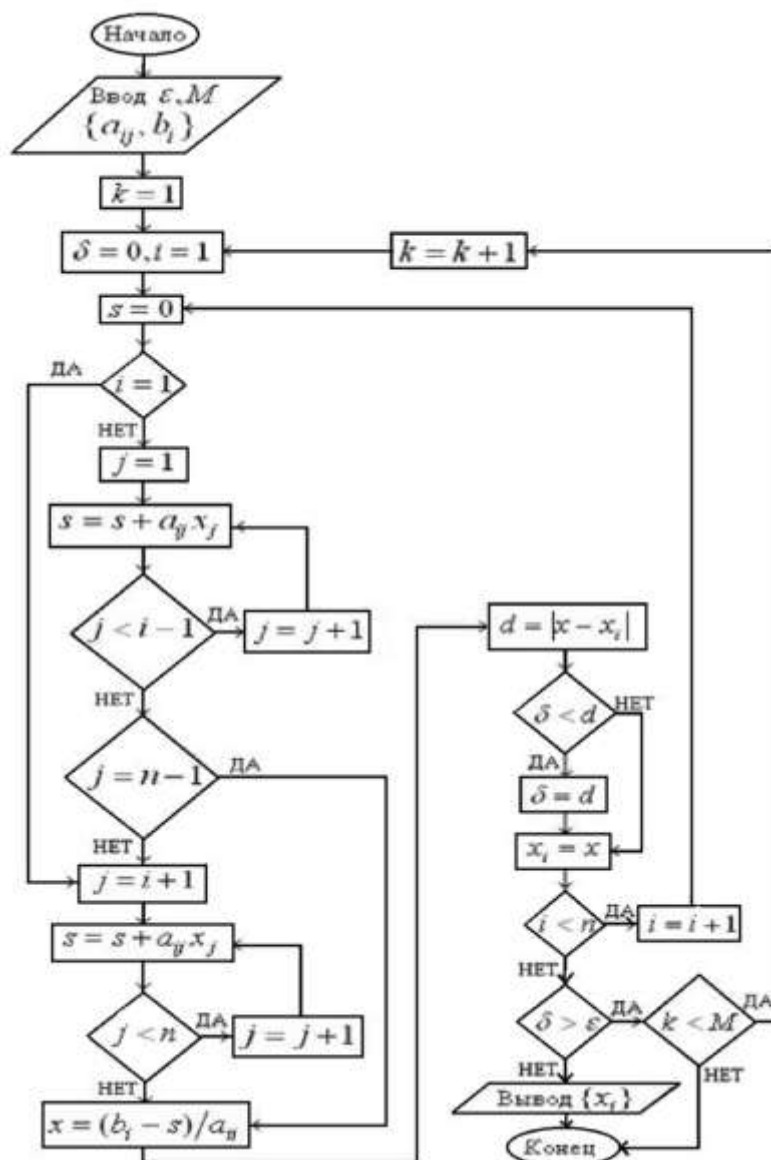 Начало
Ввод ε,M
{a_ij, b_i}
k = 1
δ = 0, i = 1
k = k + 1
s = 0
ДА
i = 1
НЕТ
j = 1
s = s + a_ij x_j
j < i − 1
ДА
j = j + 1
НЕТ
j = n − 1
ДА
НЕТ
j = i + 1
s = s + a_ij x_j
j < n
ДА
j = j + 1
НЕТ
x = (b_i − s)/a_ii
d = |x − x_i|
δ < d
НЕТ
ДА
δ = d
x_i = x
i < n
ДА
i = i + 1
НЕТ
δ > ε
ДА
k < M
ДА
НЕТ
НЕТ
Вывод {x_i}
Конец